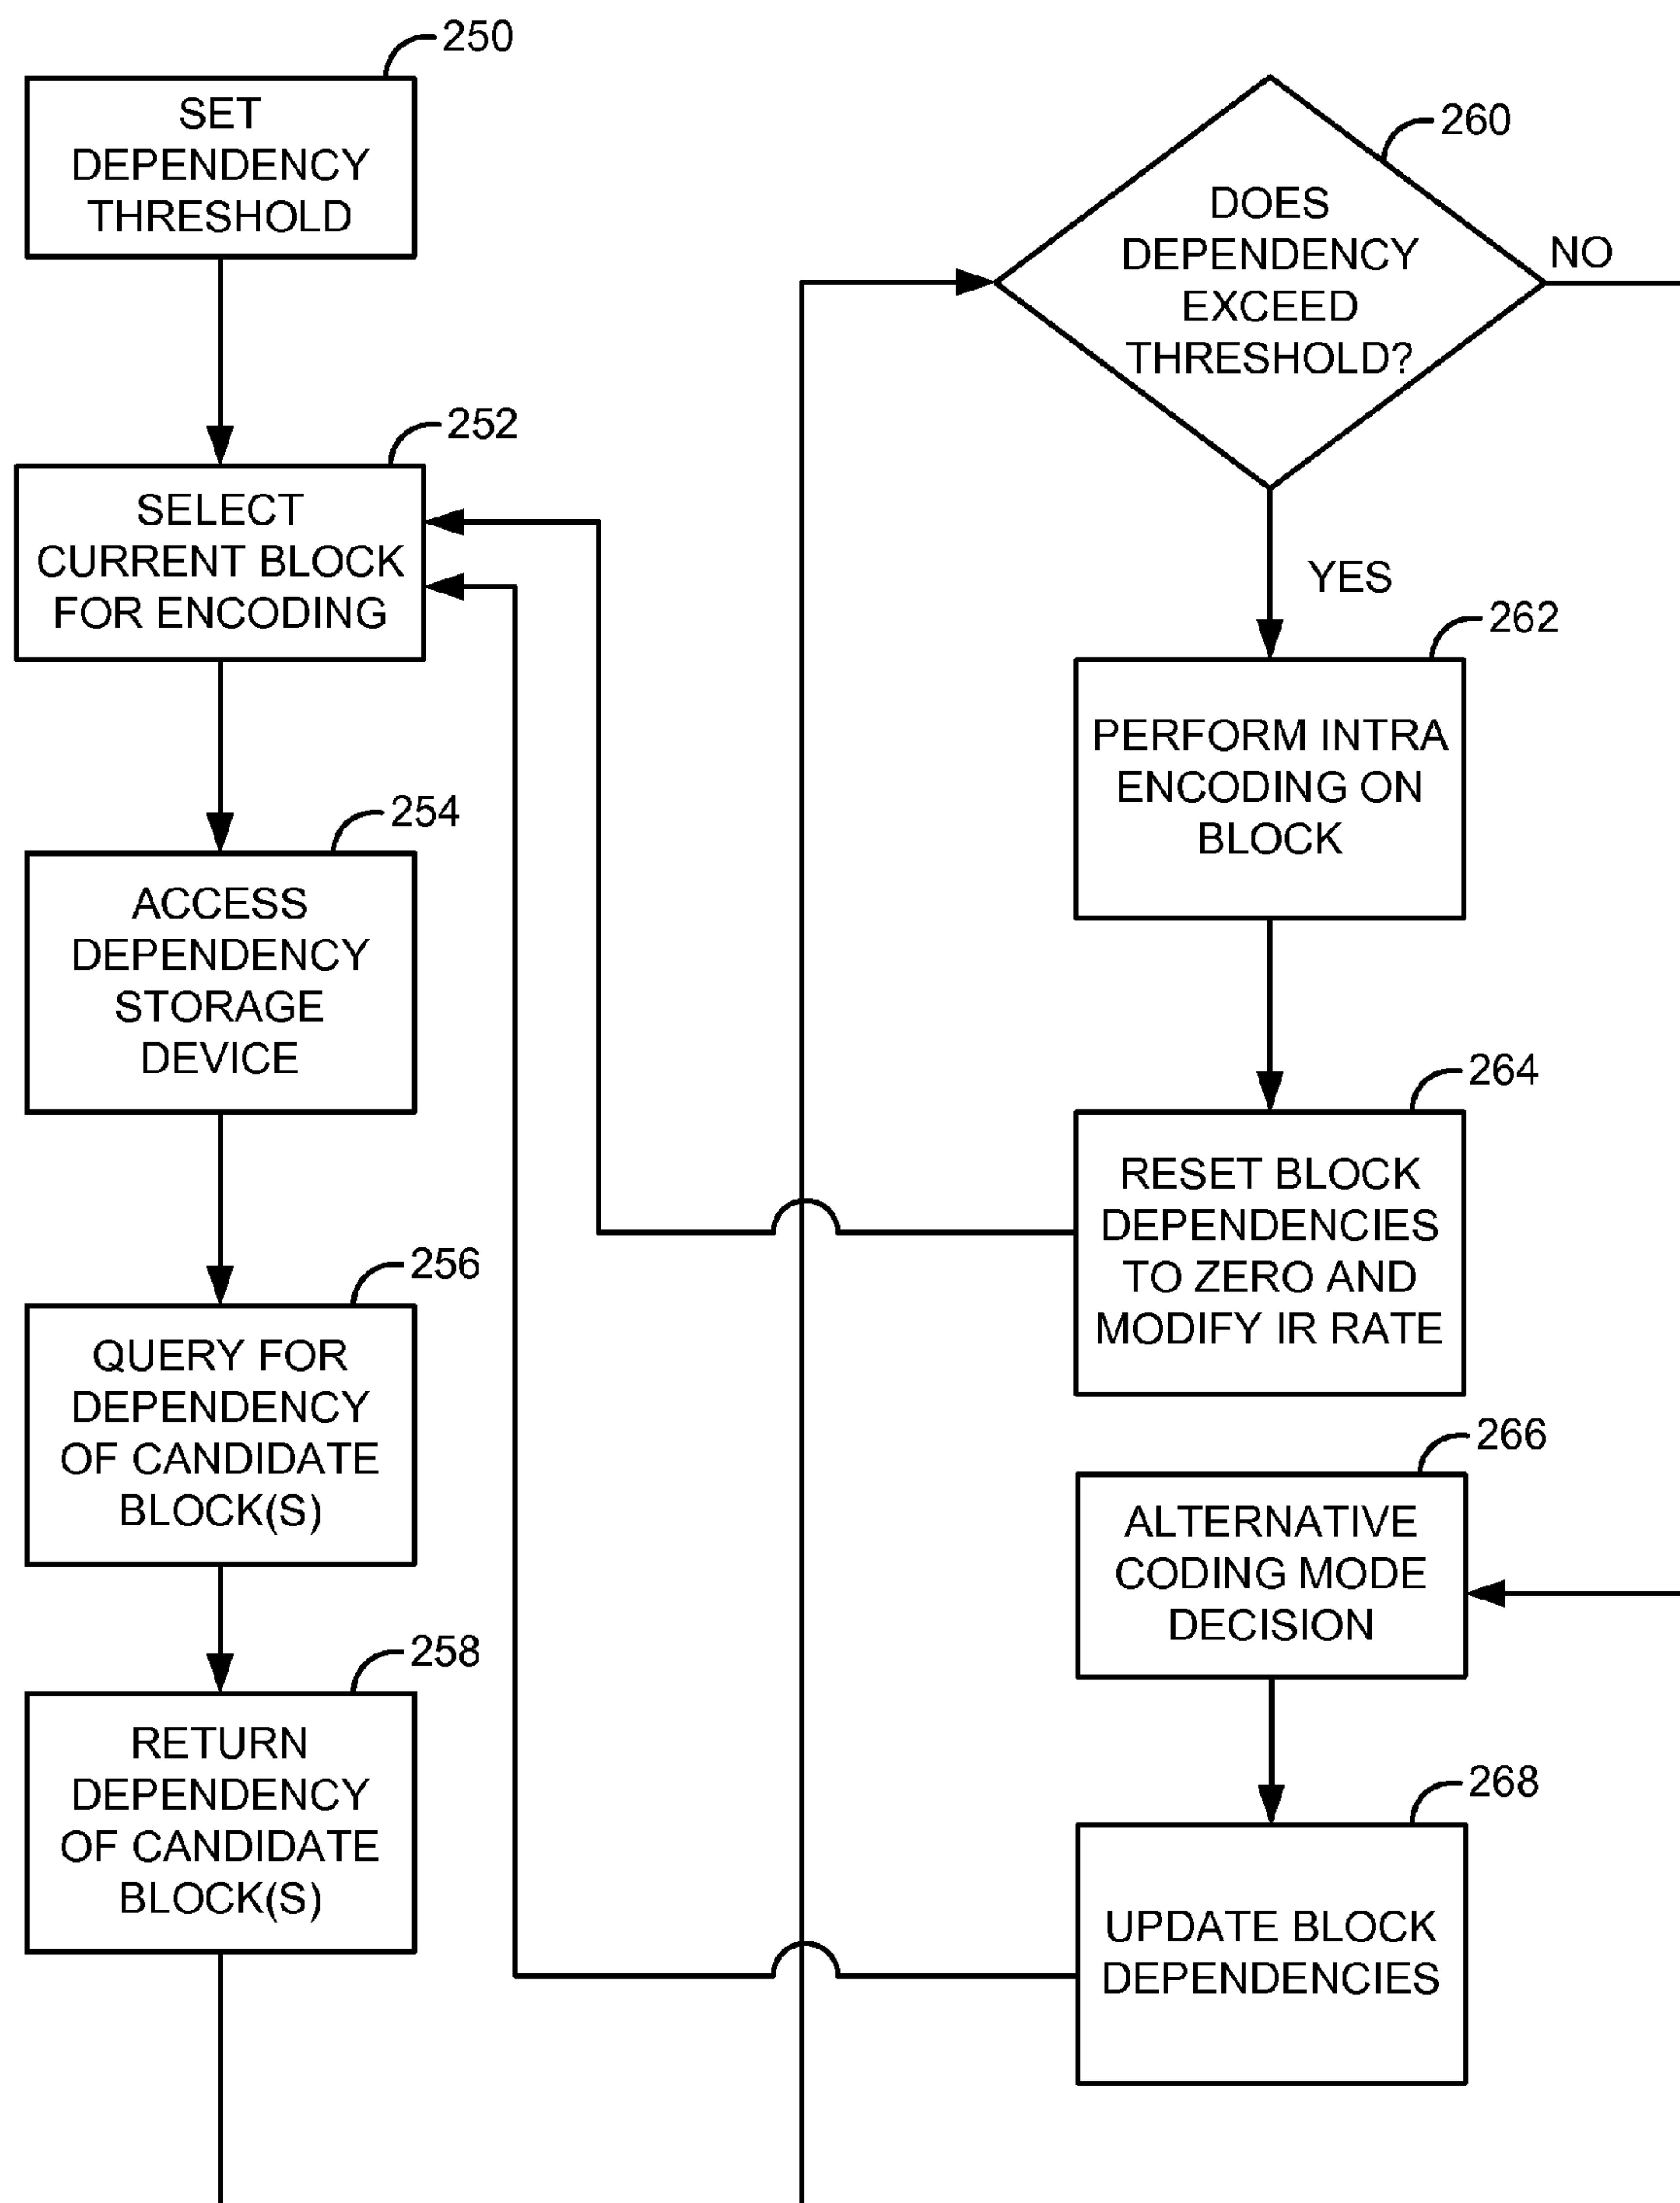 250
SET
DEPENDENCY
THRESHOLD
252
SELECT
CURRENT BLOCK
FOR ENCODING
254
ACCESS
DEPENDENCY
STORAGE
DEVICE
256
QUERY FOR
DEPENDENCY
OF CANDIDATE
BLOCK(S)
258
RETURN
DEPENDENCY
OF CANDIDATE
BLOCK(S)
260
DOES
DEPENDENCY
EXCEED
THRESHOLD?
NO
YES
262
PERFORM INTRA
ENCODING ON
BLOCK
264
RESET BLOCK
DEPENDENCIES
TO ZERO AND
MODIFY IR RATE
266
ALTERNATIVE
CODING MODE
DECISION
268
UPDATE BLOCK
DEPENDENCIES